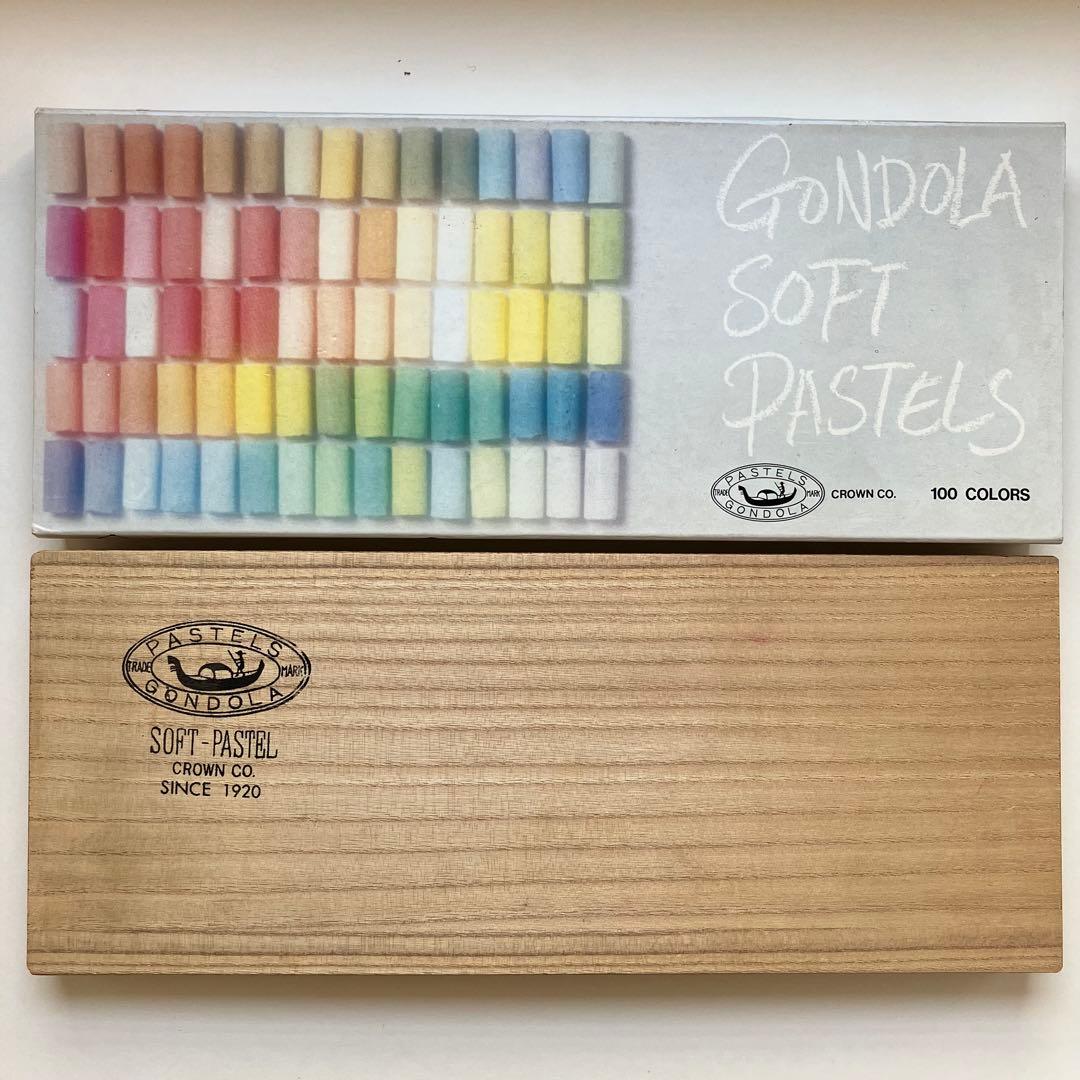 GONDOLA
SOFT
PASTELS
PASTELS
TRADE MARK
GONDOLA
CROWN CO.
100 COLORS
PASTELS
TRADE MARK
GONDOLA
SOFT-PASTEL
CROWN CO.
SINCE 1920